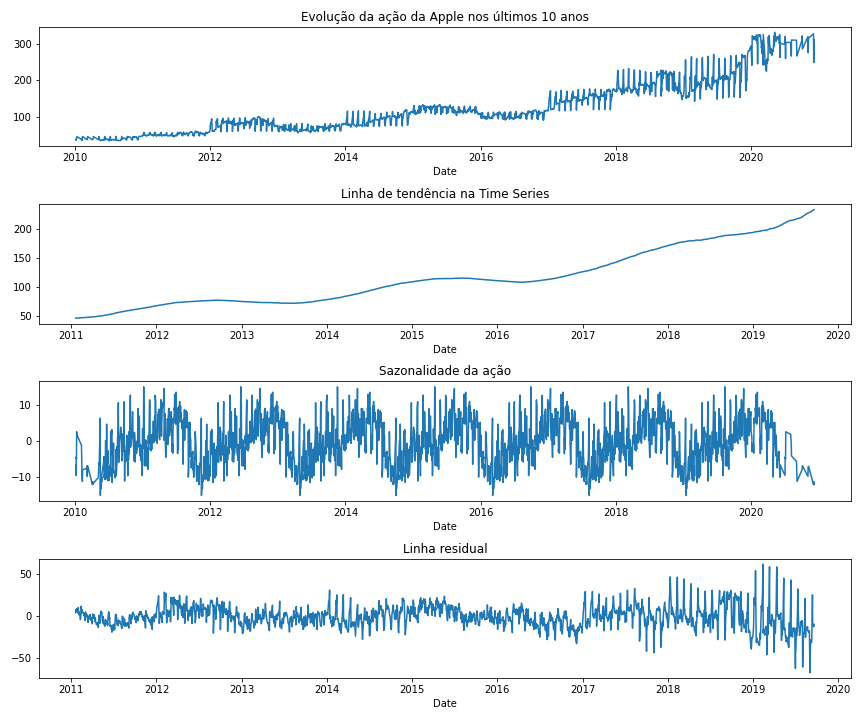 Evolução da ação da Apple nos últimos 10 anos
300
200
100
2010 2012 2014 2016 2018 2020
Date
Linha de tendência na Time Series
200
150
100
50
2011 2012 2013 2014 2015 2016 2017 2018 2019 2020
Date
Sazonalidade da ação
10
0
−10
2010 2012 2014 2016 2018 2020
Date
Linha residual
50
0
−50
2011 2012 2013 2014 2015 2016 2017 2018 2019 2020
Date